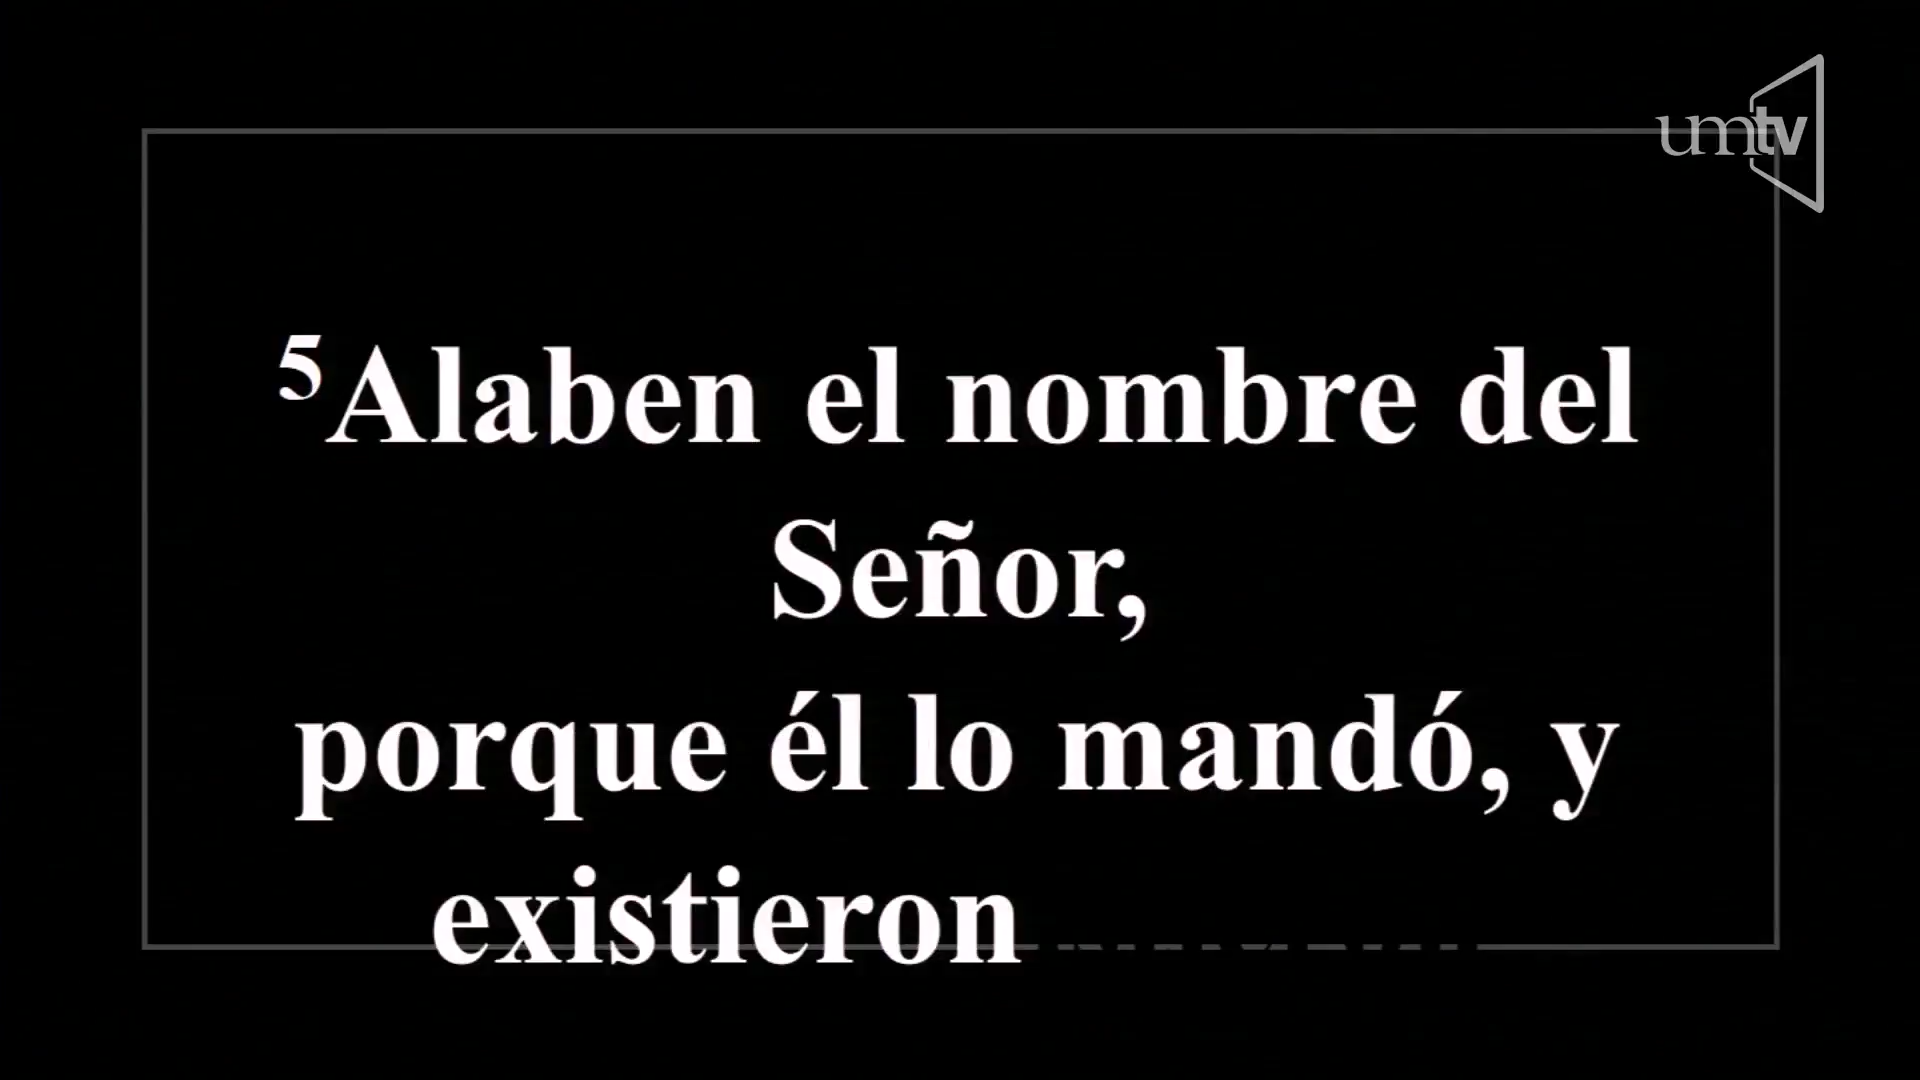 umtv
⁵Alaben el nombre del
Señor,
porque él lo mandó, y
existieron